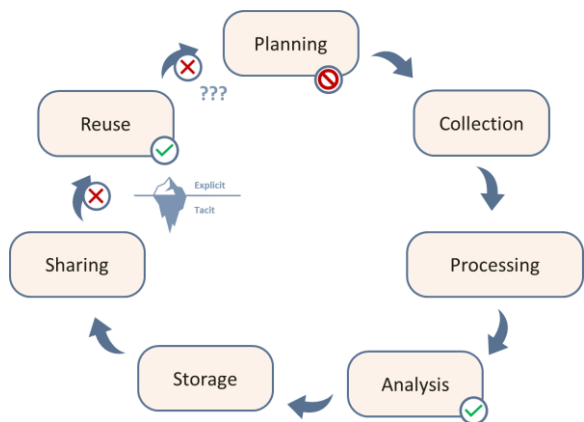 Planning
???
Reuse
Collection
Explicit
Tacit
Sharing
Processing
Storage
Analysis